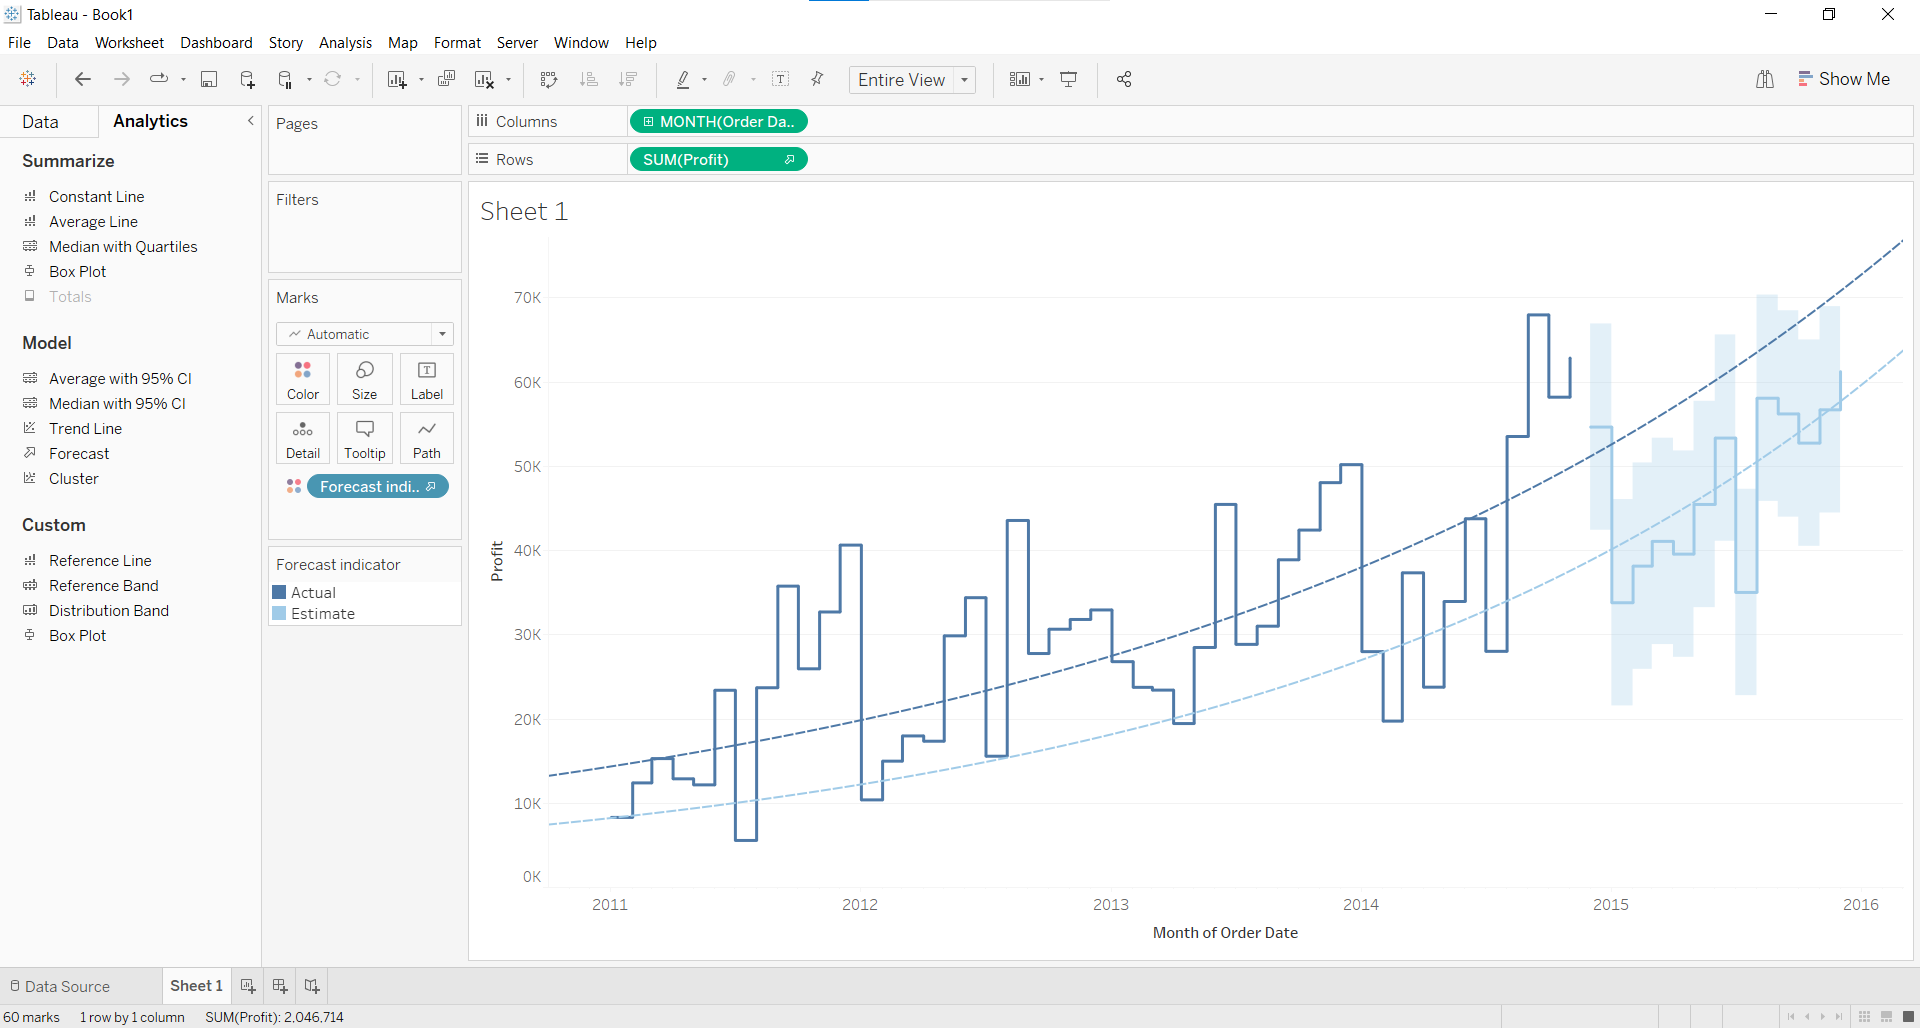 Tableau - Book1
File Data Worksheet Dashboard Story Analysis Map Format Server Window Help
Entire View
Show Me
Data
Analytics
Summarize
Constant Line
Average Line
Median with Quartiles
Box Plot
Totals
Model
Average with 95% CI
Median with 95% CI
Trend Line
Forecast
Cluster
Custom
Reference Line
Reference Band
Distribution Band
Box Plot
Pages
Filters
Marks
Automatic
Color Size Label
Detail Tooltip Path
Forecast indi..
Forecast indicator
Actual
Estimate
Columns
MONTH(Order Da..
Rows
SUM(Profit)
Sheet 1
70K
60K
50K
40K
30K
20K
10K
0K
Profit
2011 2012 2013 2014 2015 2016
Month of Order Date
Data Source
Sheet 1
60 marks 1 row by 1 column SUM(Profit): 2,046,714